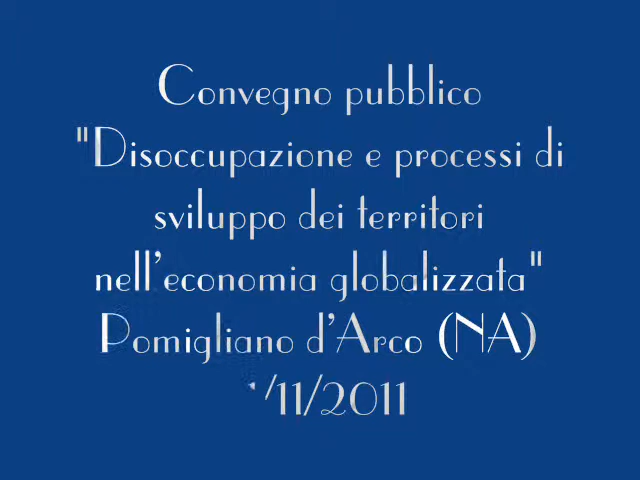 Convegno pubblico
"Disoccupazione e processi di
sviluppo dei territori
nell'economia globalizzata"
Pomigliano d'Arco (NA)
/11/2011